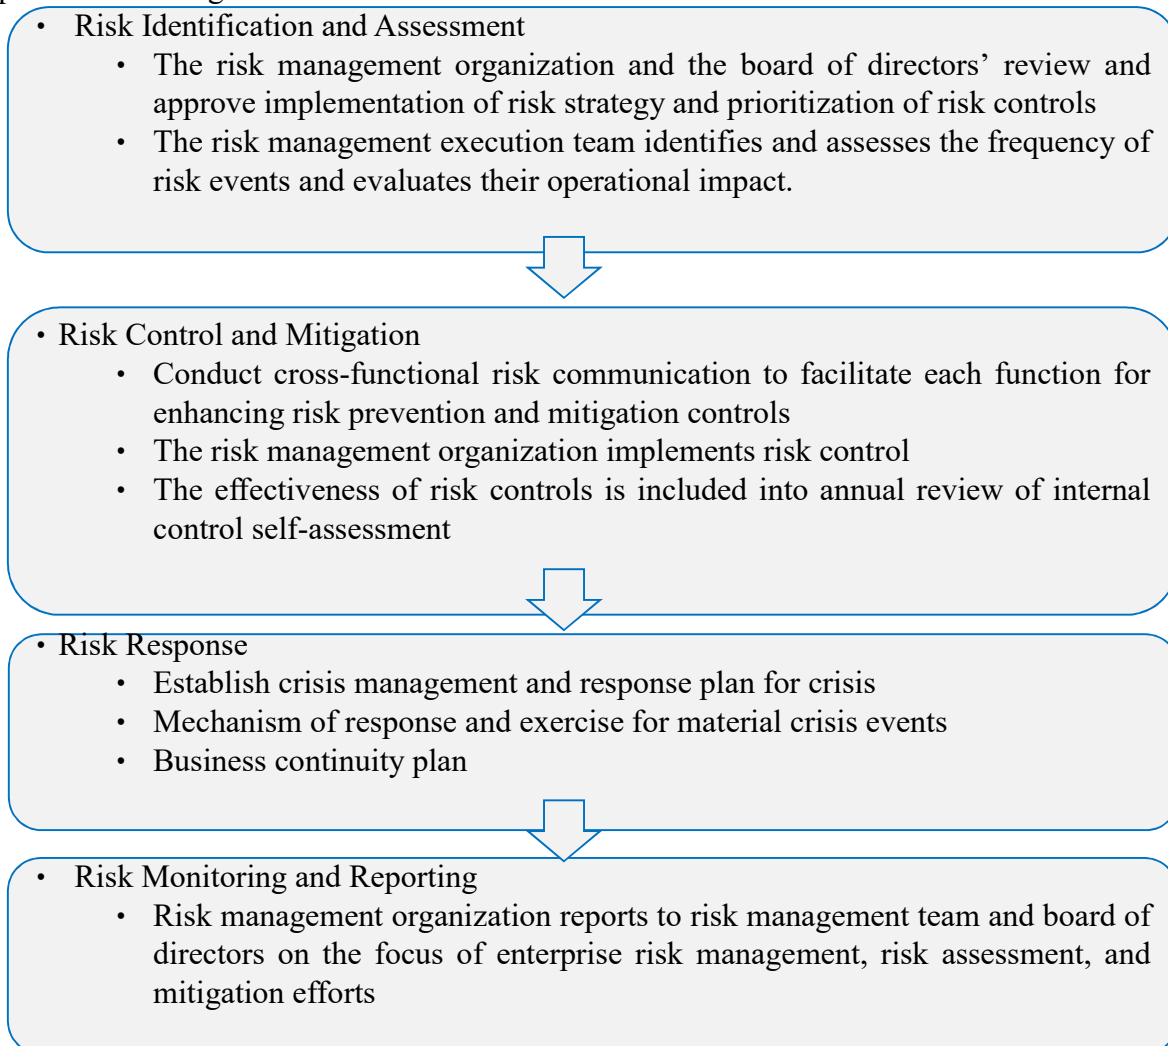 • Risk Identification and Assessment
• The risk management organization and the board of directors’ review and
approve implementation of risk strategy and prioritization of risk controls
• The risk management execution team identifies and assesses the frequency of
risk events and evaluates their operational impact.
• Risk Control and Mitigation
• Conduct cross-functional risk communication to facilitate each function for
enhancing risk prevention and mitigation controls
• The risk management organization implements risk control
• The effectiveness of risk controls is included into annual review of internal
control self-assessment
• Risk Response
• Establish crisis management and response plan for crisis
• Mechanism of response and exercise for material crisis events
• Business continuity plan
• Risk Monitoring and Reporting
• Risk management organization reports to risk management team and board of
directors on the focus of enterprise risk management, risk assessment, and
mitigation efforts